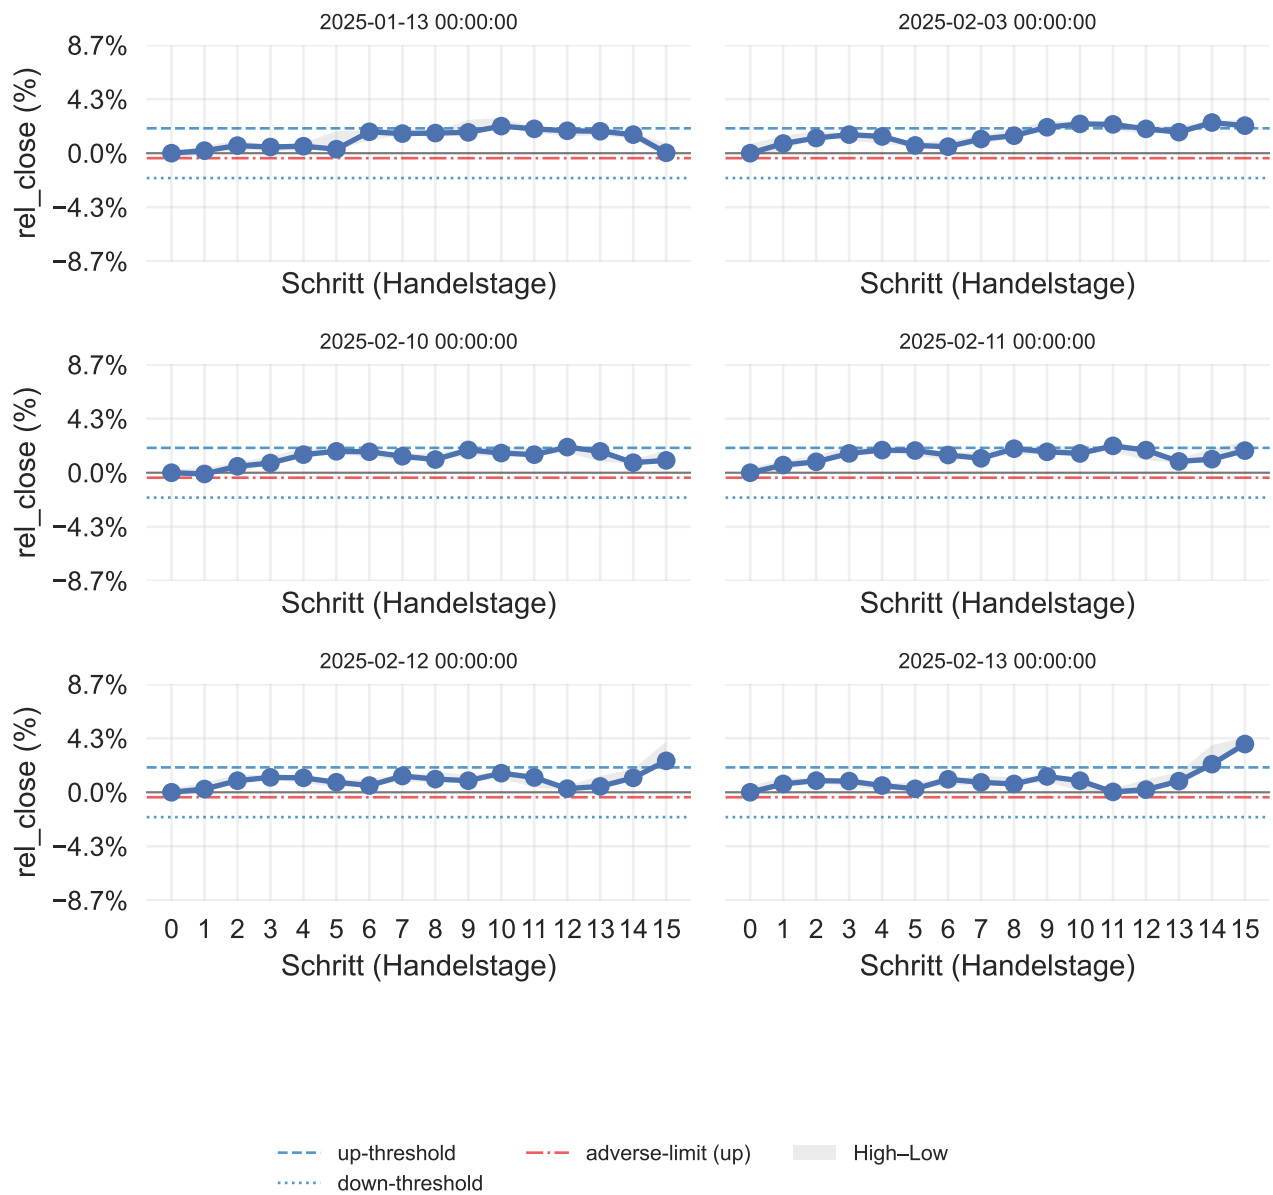 2025-01-13 00:00:00
2025-02-03 00:00:00
8.7%
4.3%
0.0%
−4.3%
−8.7%
rel_close (%)
Schritt (Handelstage)
Schritt (Handelstage)
2025-02-10 00:00:00
2025-02-11 00:00:00
8.7%
4.3%
0.0%
−4.3%
−8.7%
rel_close (%)
Schritt (Handelstage)
Schritt (Handelstage)
2025-02-12 00:00:00
2025-02-13 00:00:00
8.7%
4.3%
0.0%
−4.3%
−8.7%
rel_close (%)
0 1 2 3 4 5 6 7 8 9 10 11 12 13 14 15
0 1 2 3 4 5 6 7 8 9 10 11 12 13 14 15
Schritt (Handelstage)
Schritt (Handelstage)
up-threshold
down-threshold
adverse-limit (up)
High–Low